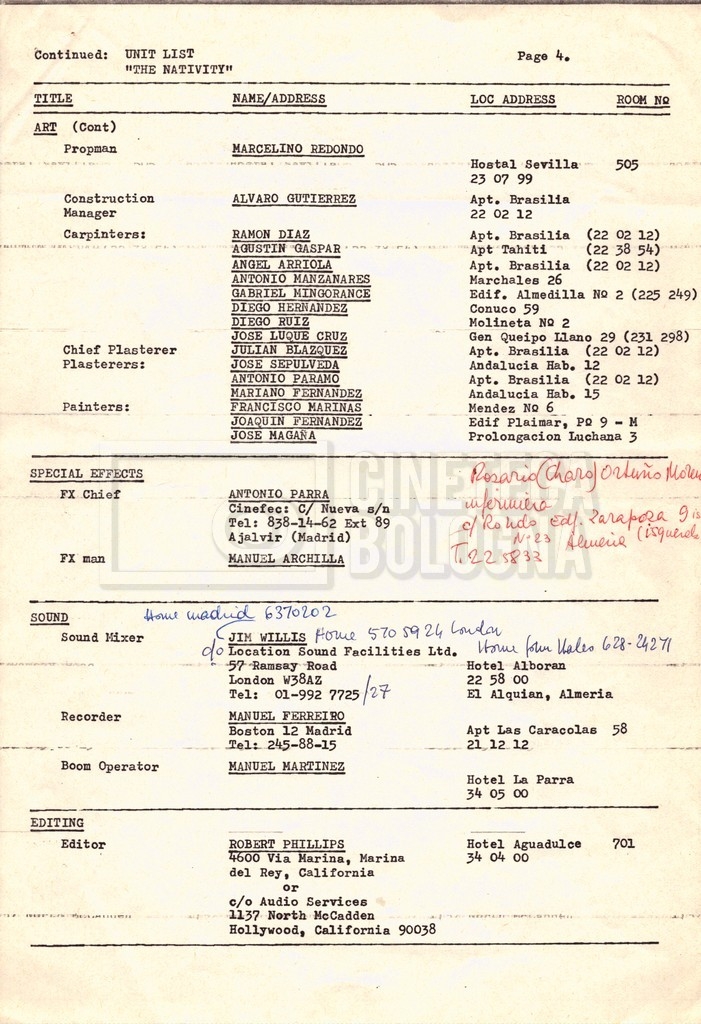 Continued: UNIT LIST Page 4.
"THE NATIVITY"
TITLE NAME/ADDRESS LOC ADDRESS ROOM Nº
ART (Cont)
Propman MARCELINO REDONDO
Hostal Sevilla 505
23 07 99
Construction ALVARO GUTIERREZ Apt. Brasilia
Manager 22 02 12
Carpinters: RAMON DIAZ Apt. Brasilia (22 02 12)
AGUSTIN GASPAR Apt Tahiti (22 38 54)
ANGEL ARRIOLA Apt. Brasilia (22 02 12)
ANTONIO MANZANARES Marchales 26
GABRIEL MINGORANCE Edif. Almedilla Nº 2 (225 249)
DIEGO HERNANDEZ Conuco 59
DIEGO RUIZ Molineta Nº 2
JOSE LUQUE CRUZ Gen Queipo Llano 29 (231 298)
Chief Plasterer JULIAN BLAZQUEZ Apt. Brasilia (22 02 12)
Plasterers: JOSE SEPULVEDA Andalucia Hab. 12
ANTONIO PARAMO Apt. Brasilia (22 02 12)
MARIANO FERNANDEZ Andalucia Hab. 15
Painters: FRANCISCO MARINAS Mendez Nº 6
JOAQUIN FERNANDEZ Edif Plaimar, Pº 9 - M
JOSE MAGAÑA Prolongacion Luchana 3
CINETECA
BOLOGNA
SPECIAL EFFECTS Rosario (Charo) Ortuño Moreno
FX Chief ANTONIO PARRA infermiera
Cinefec: C/ Nueva s/n c/ Rondo Edf. Zarapoza 9
Tel: 838-14-62 Ext 89 Nº 23 Almeria
Ajalvir (Madrid) T. 22 5833
FX man MANUEL ARCHILLA
SOUND Home madrid 6370202
Sound Mixer JIM WILLIS Home 570 5924 London
c/o Location Sound Facilities Ltd. Home 628-24271
57 Ramsay Road Hotel Alboran
London W38AZ 22 58 00
Tel: 01-992 7725/27 El Alquian, Almeria
Recorder MANUEL FERREIRO
Boston 12 Madrid Apt Las Caracolas 58
Tel: 245-88-15 21 12 12
Boom Operator MANUEL MARTINEZ
Hotel La Parra
34 05 00
EDITING
Editor ROBERT PHILLIPS Hotel Aguadulce 701
4600 Via Marina, Marina 34 04 00
del Rey, California
or
c/o Audio Services
1137 North McCadden
Hollywood, California 90038